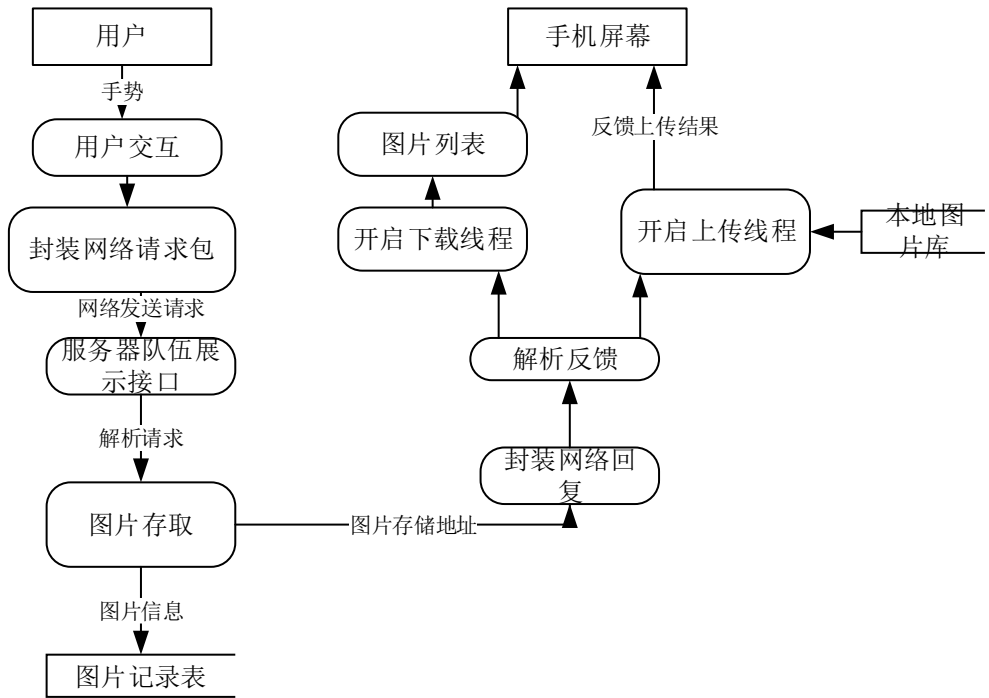 用户
手势
用户交互
封装网络请求包
网络发送请求
服务器队伍展
示接口
解析请求
图片存取
图片信息
图片记录表
图片存储地址
封装网络回
复
解析反馈
开启下载线程
图片列表
手机屏幕
反馈上传结果
开启上传线程
本地图
片库